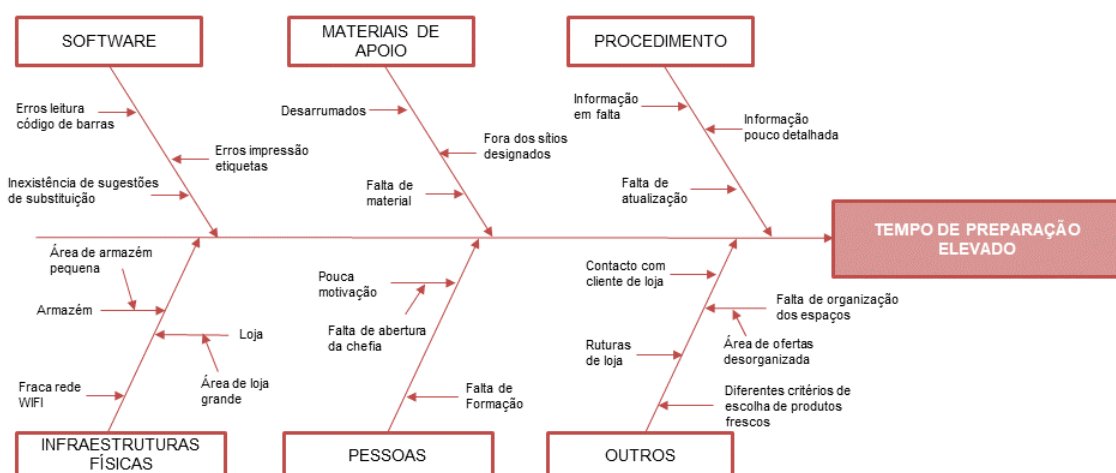 SOFTWARE
MATERIAIS DE
APOIO
PROCEDIMENTO
Erros leitura
código de barras
Erros impressão
etiquetas
Inexistência de sugestões
de substituição
Desarrumados
Fora dos sítios
designados
Falta de
material
Informação
em falta
Informação
pouco detalhada
Falta de
atualização
TEMPO DE PREPARAÇÃO
ELEVADO
Área de armazém
pequena
Armazém
Loja
Área de loja
grande
Fraca rede
WIFI
Pouca
motivação
Falta de abertura
da chefia
Falta de
Formação
Contacto com
cliente de loja
Falta de organização
dos espaços
Área de ofertas
desorganizada
Ruturas
de loja
Diferentes critérios de
escolha de produtos
frescos
INFRAESTRUTURAS
FÍSICAS
PESSOAS
OUTROS